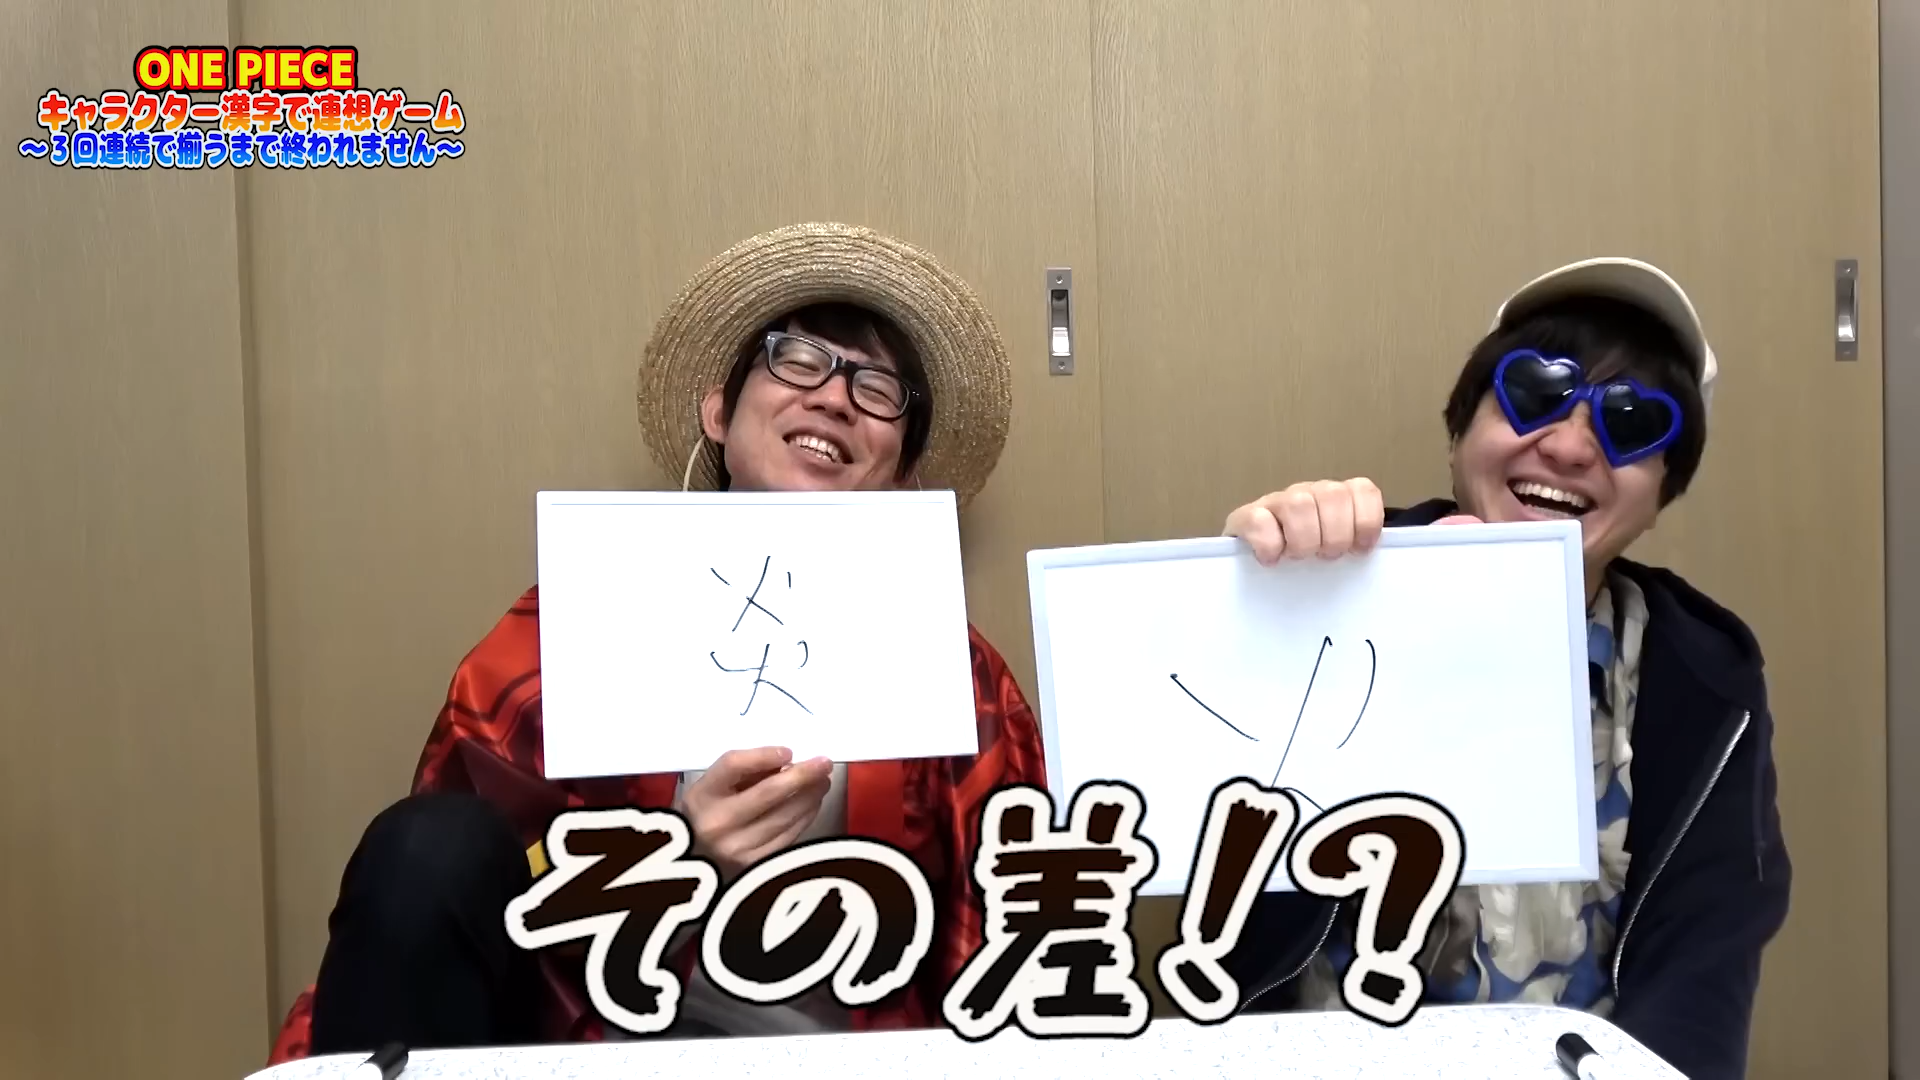 ONE PIECE
キャラクター漢字で連想ゲーム
~3回連続で揃うまで終われません~
炎
火
その差!?